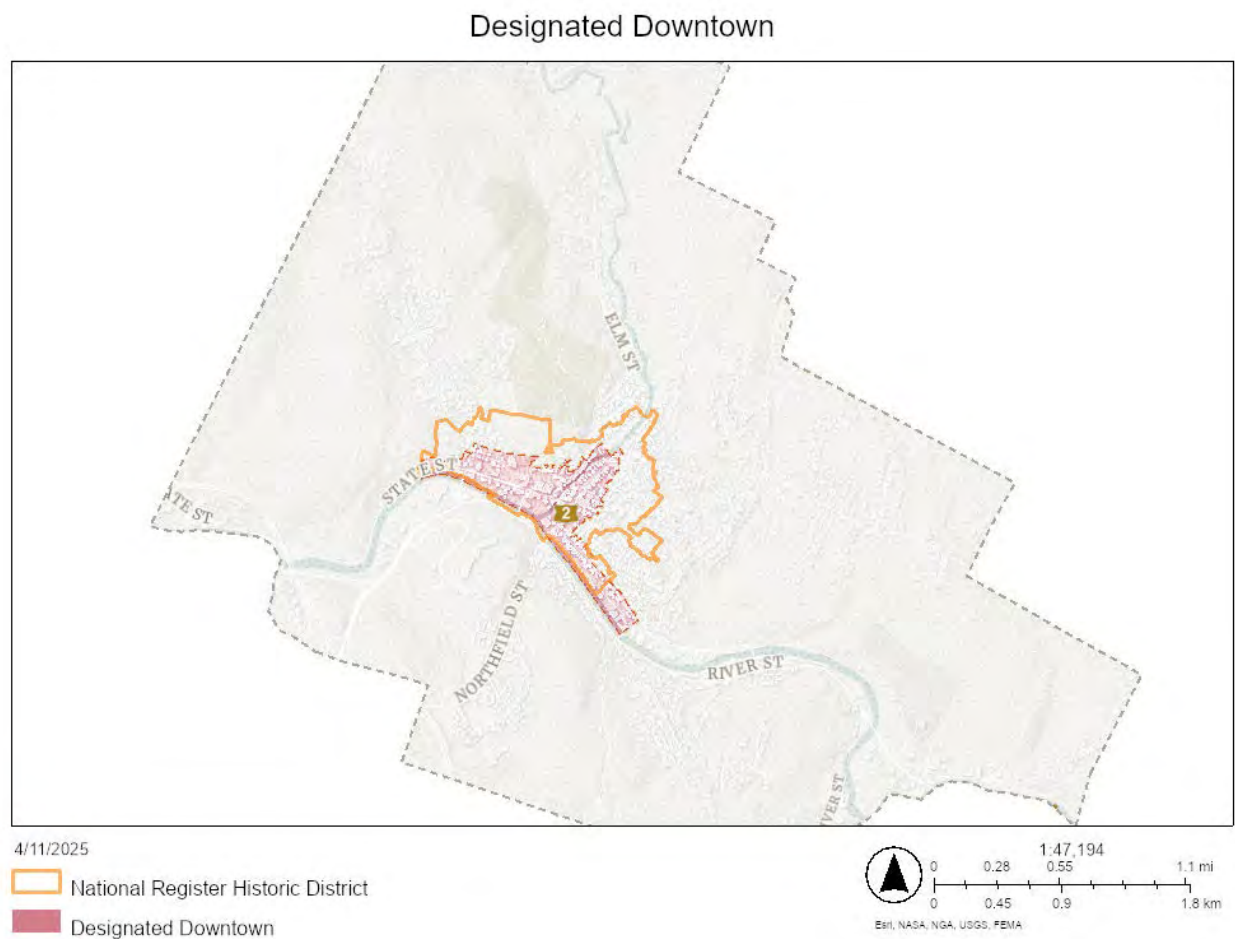 Designated Downtown
ELM ST
STATE ST
ATE ST
2
NORTHFIELD ST
RIVER ST
VER ST
4/11/2025
National Register Historic District
Designated Downtown
1:47,194
0 0.28 0.55 1.1 mi
0 0.45 0.9 1.8 km
Esri, NASA, NGA, USGS, FEMA